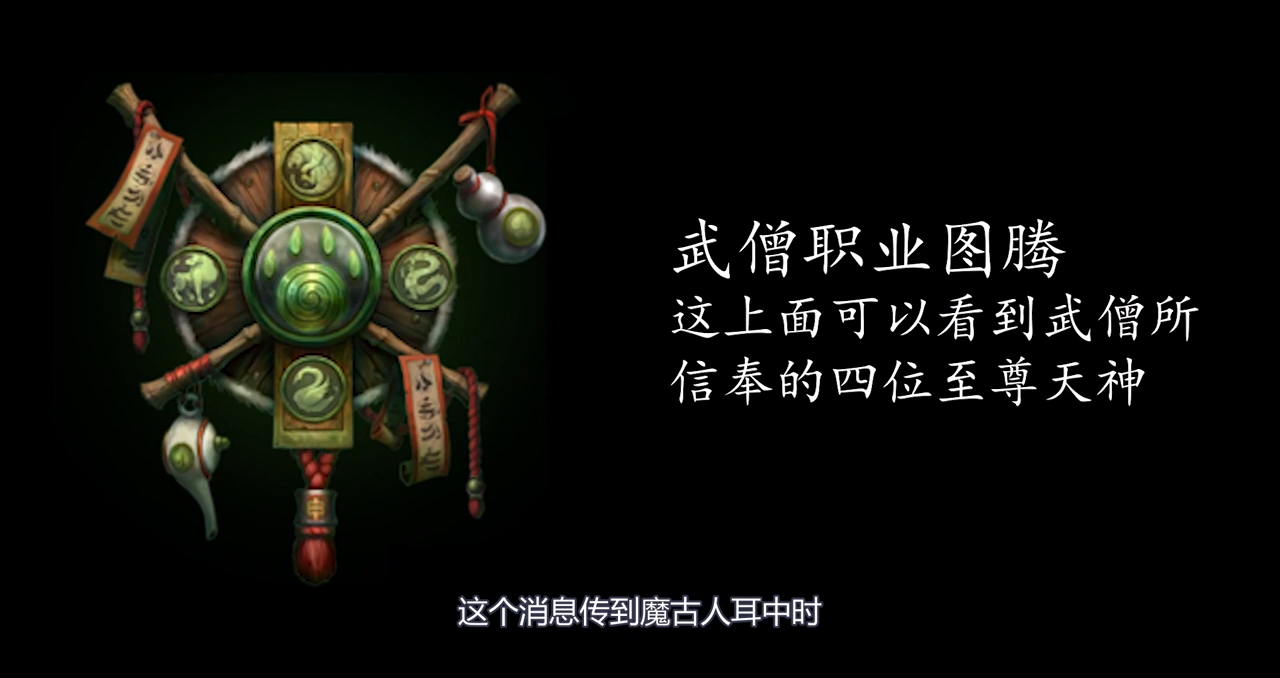 武僧职业图腾
这上面可以看到武僧所
信奉的四位至尊天神
这个消息传到魔古人耳中时